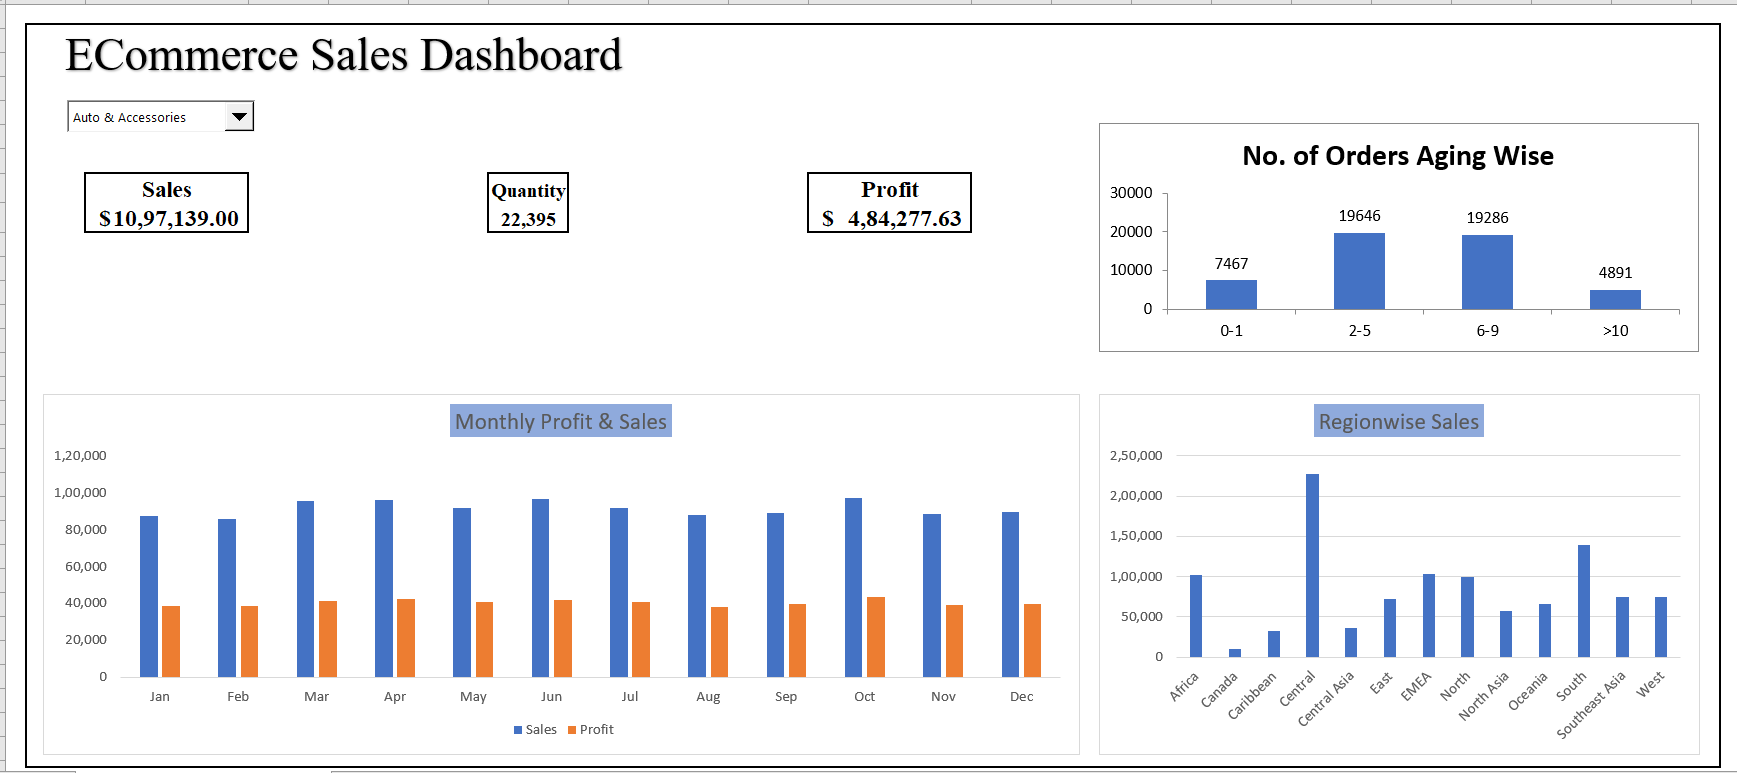 ECommerce Sales Dashboard
Auto & Accessories
Sales
$10,97,139.00
Quantity
22,395
Profit
$ 4,84,277.63
No. of Orders Aging Wise
30000
20000
10000
0
7467
19646
19286
4891
0-1
2-5
6-9
>10
Monthly Profit & Sales
1,20,000
1,00,000
80,000
60,000
40,000
20,000
0
Jan Feb Mar Apr May Jun Jul Aug Sep Oct Nov Dec
Sales Profit
Regionwise Sales
2,50,000
2,00,000
1,50,000
1,00,000
50,000
0
Africa
Canada
Caribbean
Central
Central Asia
East
EMEA
North
North Asia
Oceania
South
Southeast Asia
West